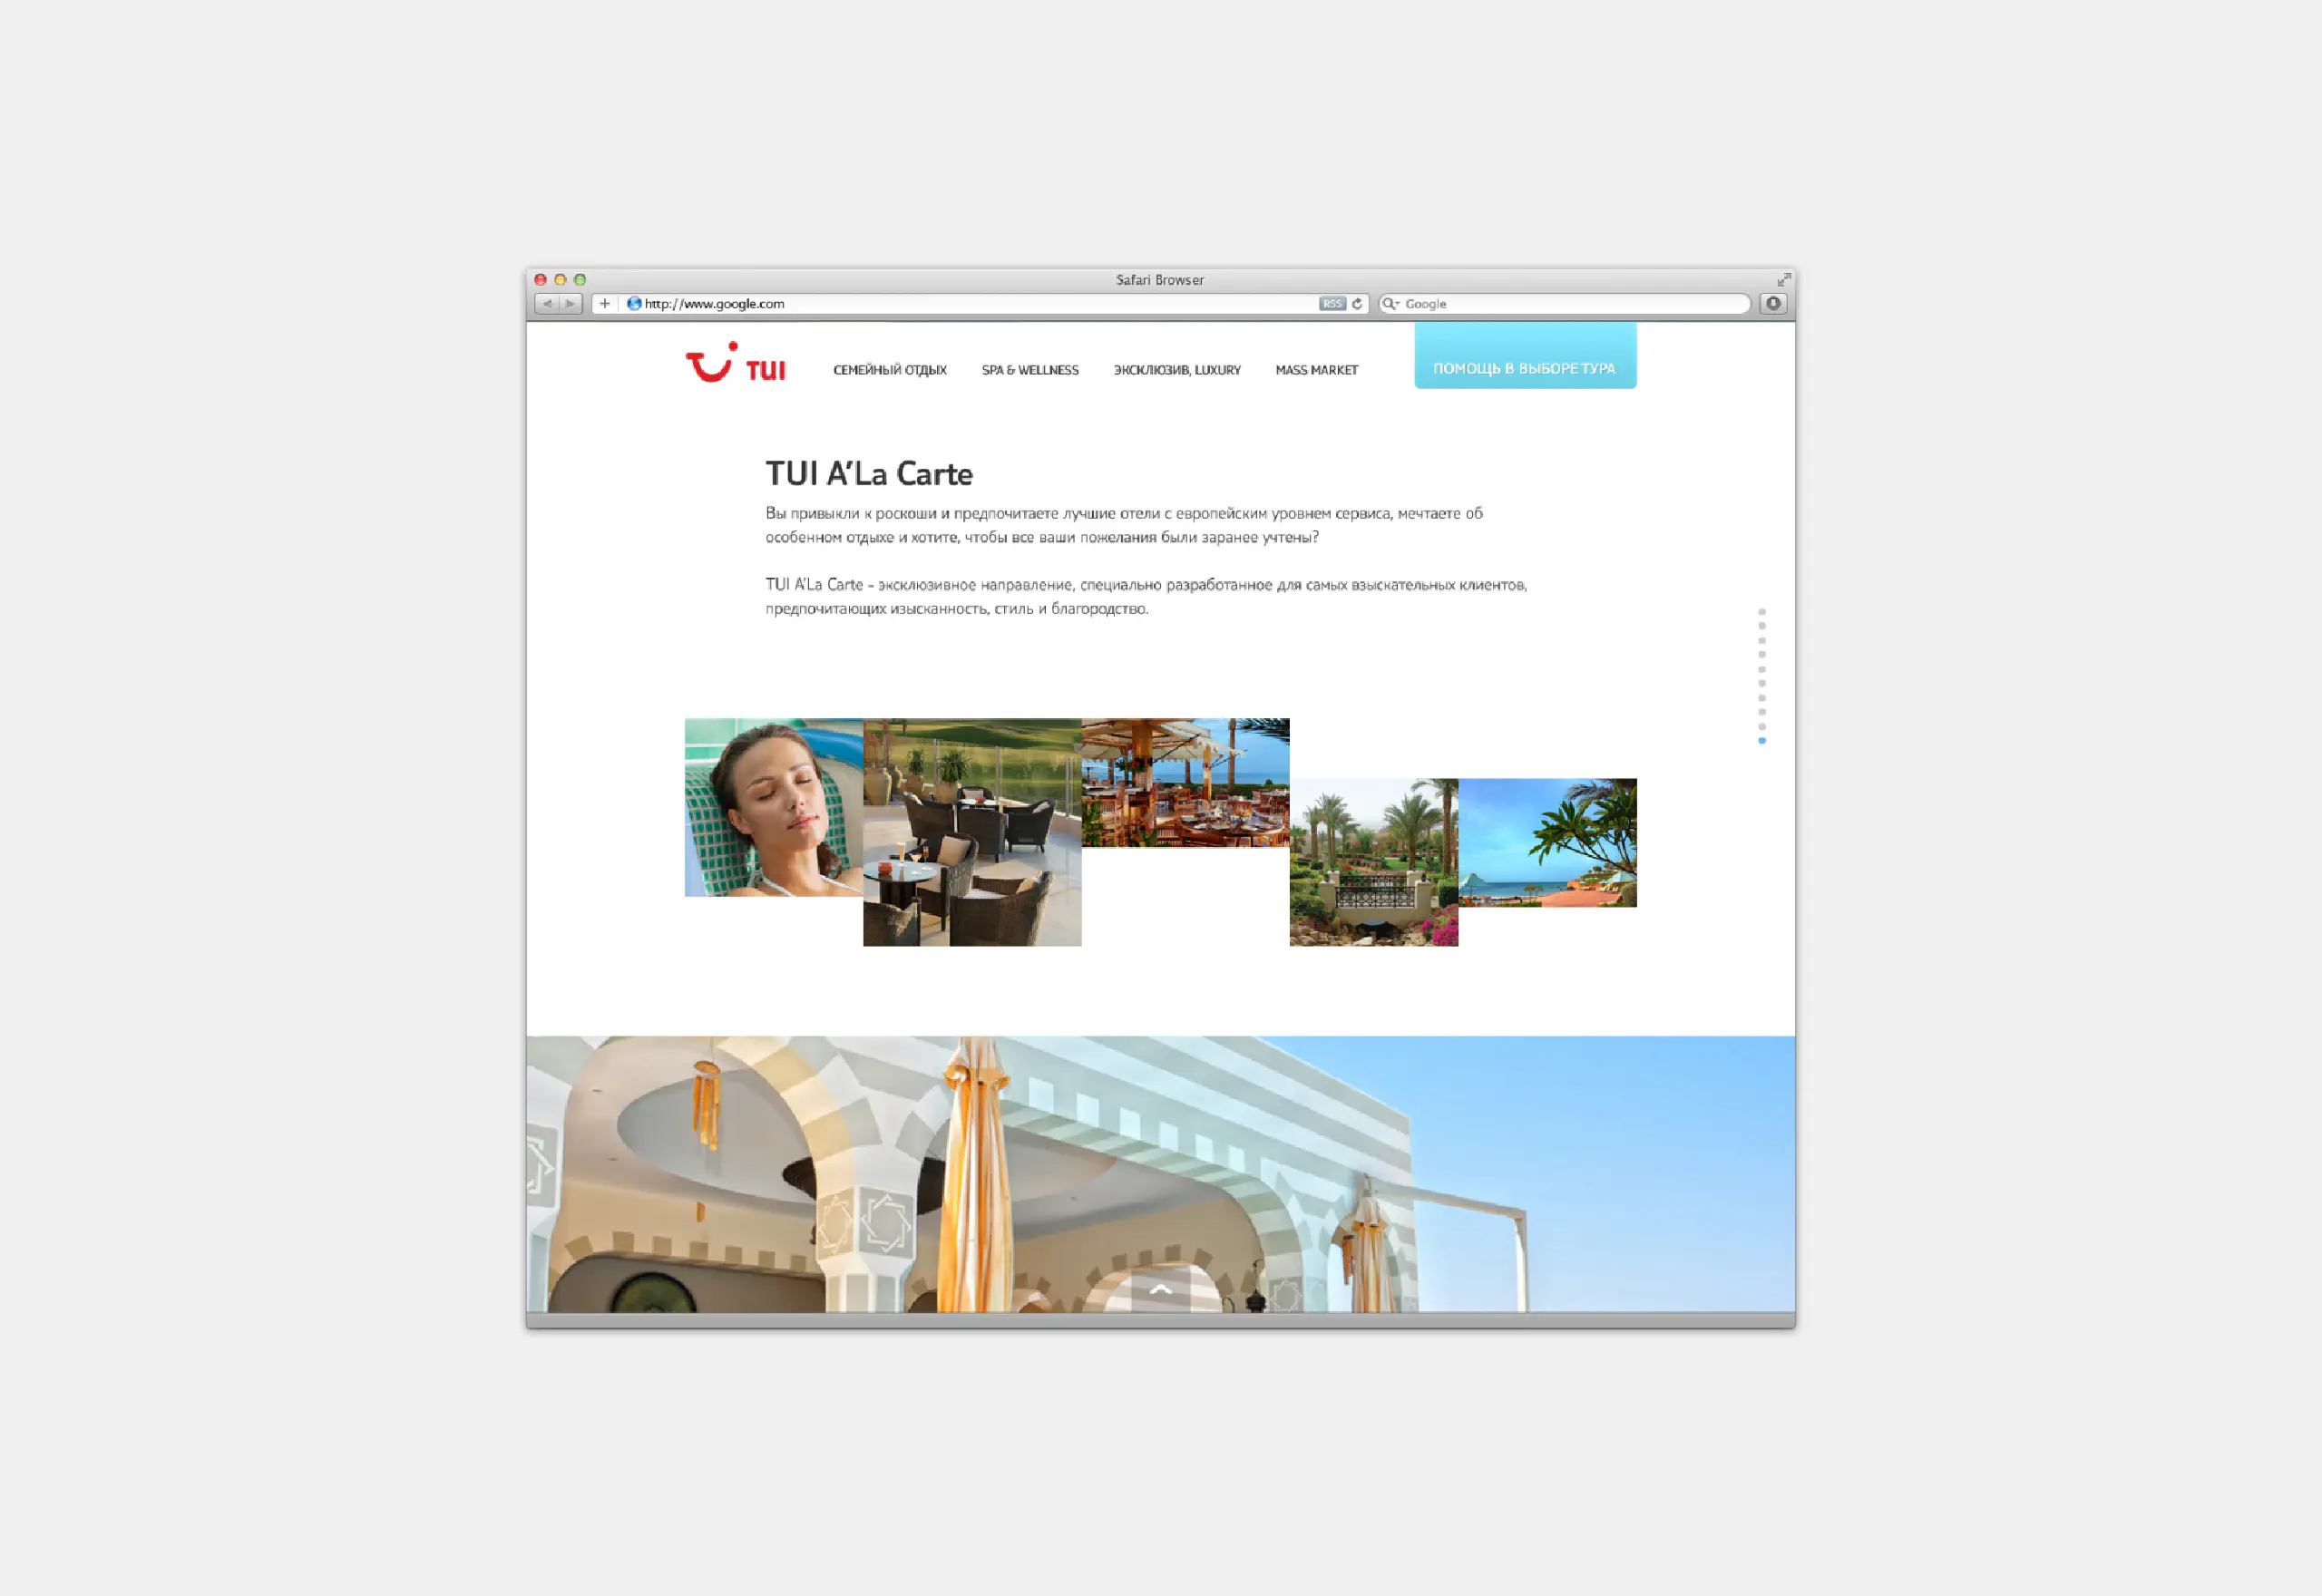 Safari Browser
http://www.google.com
RSS
Google
TUI
СЕМЕЙНЫЙ ОТДЫХ
SPA & WELLNESS
ЭКСКЛЮЗИВ, LUXURY
MASS MARKET
ПОМОЩЬ В ВЫБОРЕ ТУРА
TUI A'La Carte
Вы привыкли к роскоши и предпочитаете лучшие отели с европейским уровнем сервиса, мечтаете об
особенном отдыхе и хотите, чтобы все ваши пожелания были заранее учтены?
TUI A'La Carte - эксклюзивное направление, специально разработанное для самых взыскательных клиентов,
предпочитающих изысканность, стиль и благородство.